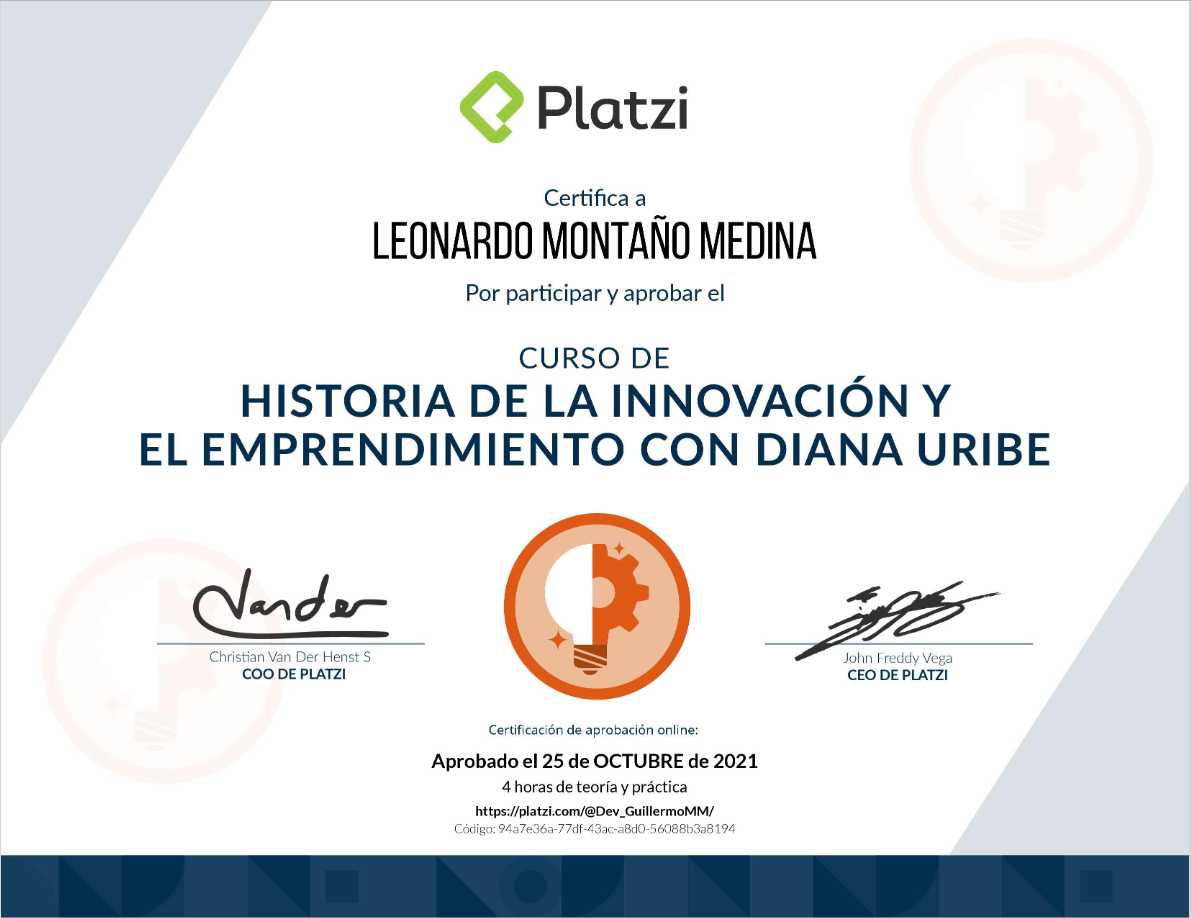 Platzi
Certifica a
LEONARDO MONTAÑO MEDINA
Por participar y aprobar el
CURSO DE
HISTORIA DE LA INNOVACIÓN Y
EL EMPRENDIMIENTO CON DIANA URIBE
Vander
Christian Van Der Henst S
COO DE PLATZI
John Freddy Vega
CEO DE PLATZI
Certificación de aprobación online:
Aprobado el 25 de OCTUBRE de 2021
4 horas de teoría y práctica
https://platzi.com/@Dev_GuillermoMM/
Código: 94a7e36a-77df-43ac-a8d0-56088b3a8194